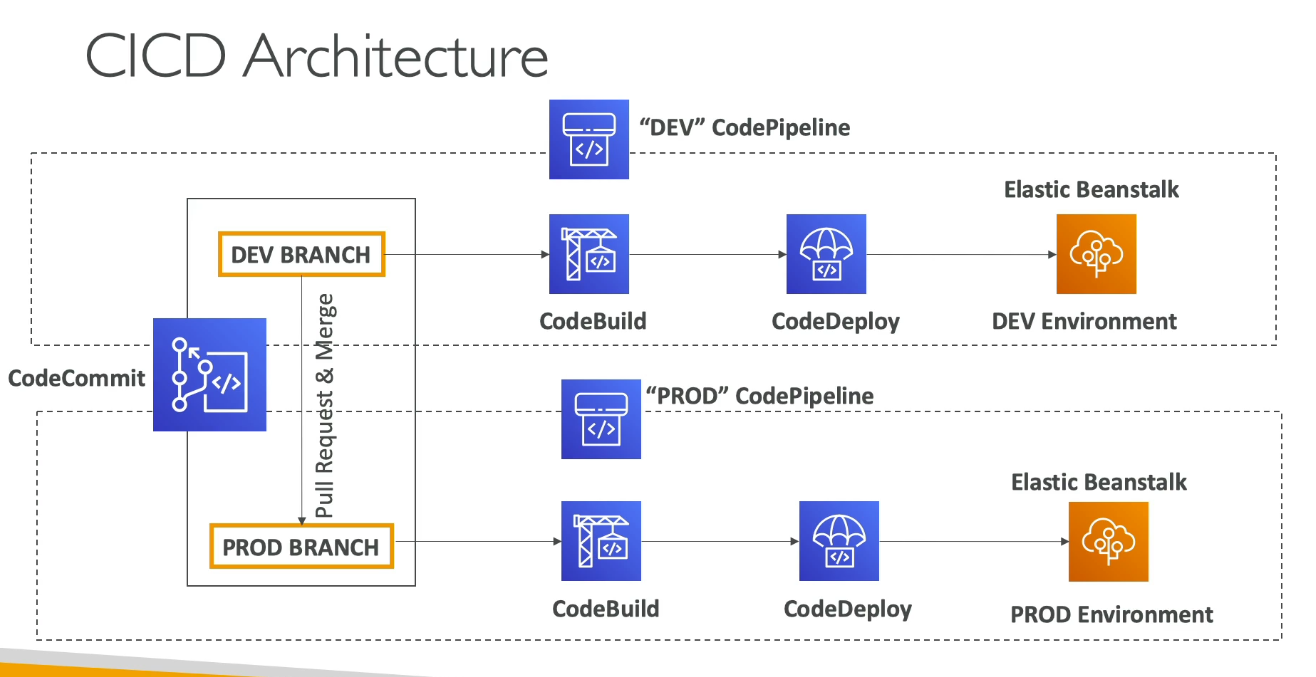 CICD Architecture
“DEV” CodePipeline
Elastic Beanstalk
DEV BRANCH
CodeBuild
CodeDeploy
DEV Environment
Pull Request & Merge
CodeCommit
“PROD” CodePipeline
Elastic Beanstalk
PROD BRANCH
CodeBuild
CodeDeploy
PROD Environment